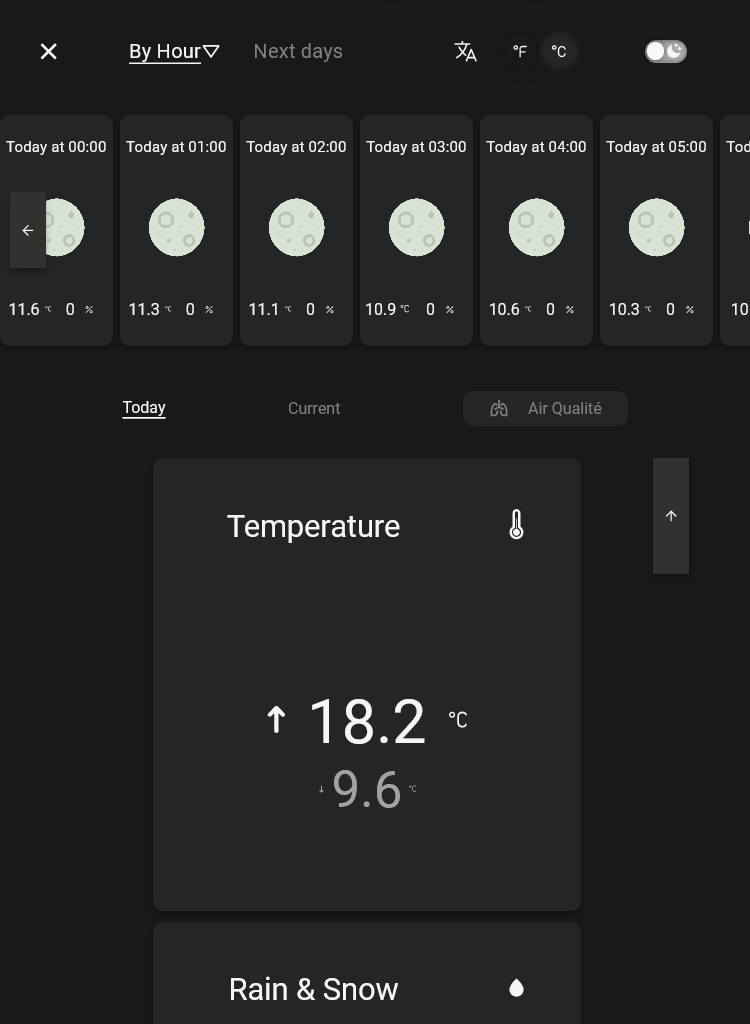 By Hour Next days °F °C
Today at 00:00 Today at 01:00 Today at 02:00 Today at 03:00 Today at 04:00 Today at 05:00 Tod
11.6 °C 0 % 11.3 °C 0 % 11.1 °C 0 % 10.9 °C 0 % 10.6 °C 0 % 10.3 °C 0 % 10
Today Current Air Qualité
Temperature
↑ 18.2 °C
↓ 9.6 °C
Rain & Snow